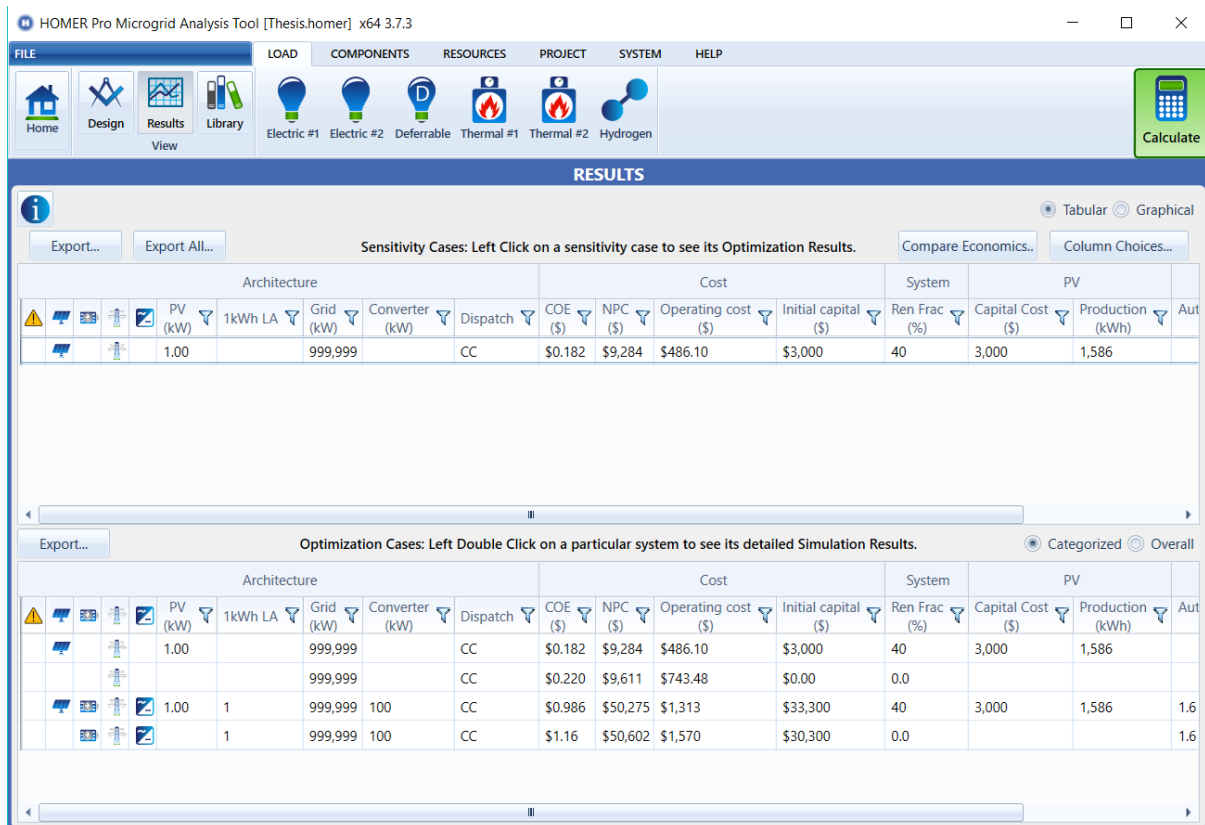 HOMER Pro Microgrid Analysis Tool [Thesis.homer] x64 3.7.3
FILE LOAD COMPONENTS RESOURCES PROJECT SYSTEM HELP
Home Design Results Library Electric #1 Electric #2 D Deferrable Thermal #1 Thermal #2 Hydrogen Calculate
View
RESULTS
Tabular Graphical
Export... Export All... Sensitivity Cases: Left Click on a sensitivity case to see its Optimization Results. Compare Economics.. Column Choices...
Architecture Cost System PV
PV (kW) 1kWh LA Grid (kW) Converter (kW) Dispatch COE ($) NPC ($) Operating cost ($) Initial capital ($) Ren Frac (%) Capital Cost ($) Production (kWh) Aut
1.00 999,999 CC $0.182 $9,284 $486.10 $3,000 40 3,000 1,586
Export... Optimization Cases: Left Double Click on a particular system to see its detailed Simulation Results. Categorized Overall
Architecture Cost System PV
PV (kW) 1kWh LA Grid (kW) Converter (kW) Dispatch COE ($) NPC ($) Operating cost ($) Initial capital ($) Ren Frac (%) Capital Cost ($) Production (kWh) Aut
1.00 999,999 CC $0.182 $9,284 $486.10 $3,000 40 3,000 1,586
999,999 CC $0.220 $9,611 $743.48 $0.00 0.0
1.00 1 999,999 100 CC $0.986 $50,275 $1,313 $33,300 40 3,000 1,586 1.6
1 999,999 100 CC $1.16 $50,602 $1,570 $30,300 0.0 1.6